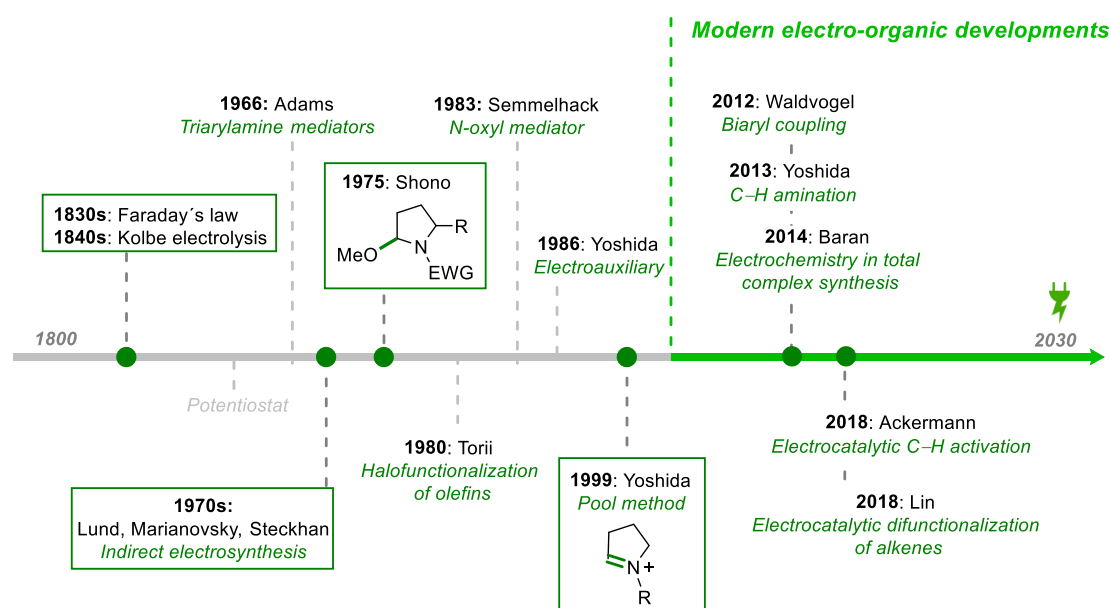 Modern electro-organic developments
1966: Adams
Triarylamine mediators
1983: Semmelhack
N-oxyl mediator
2012: Waldvogel
Biaryl coupling
1975: Shono
R
MeO
N
EWG
2013: Yoshida
C–H amination
1830s: Faraday´s law
1840s: Kolbe electrolysis
1986: Yoshida
Electroauxiliary
2014: Baran
Electrochemistry in total
complex synthesis
1800
2030
Potentiostat
1980: Torii
Halofunctionalization
of olefins
2018: Ackermann
Electrocatalytic C–H activation
1970s:
Lund, Marianovsky, Steckhan
Indirect electrosynthesis
1999: Yoshida
Pool method
N
+
R
2018: Lin
Electrocatalytic difunctionalization
of alkenes